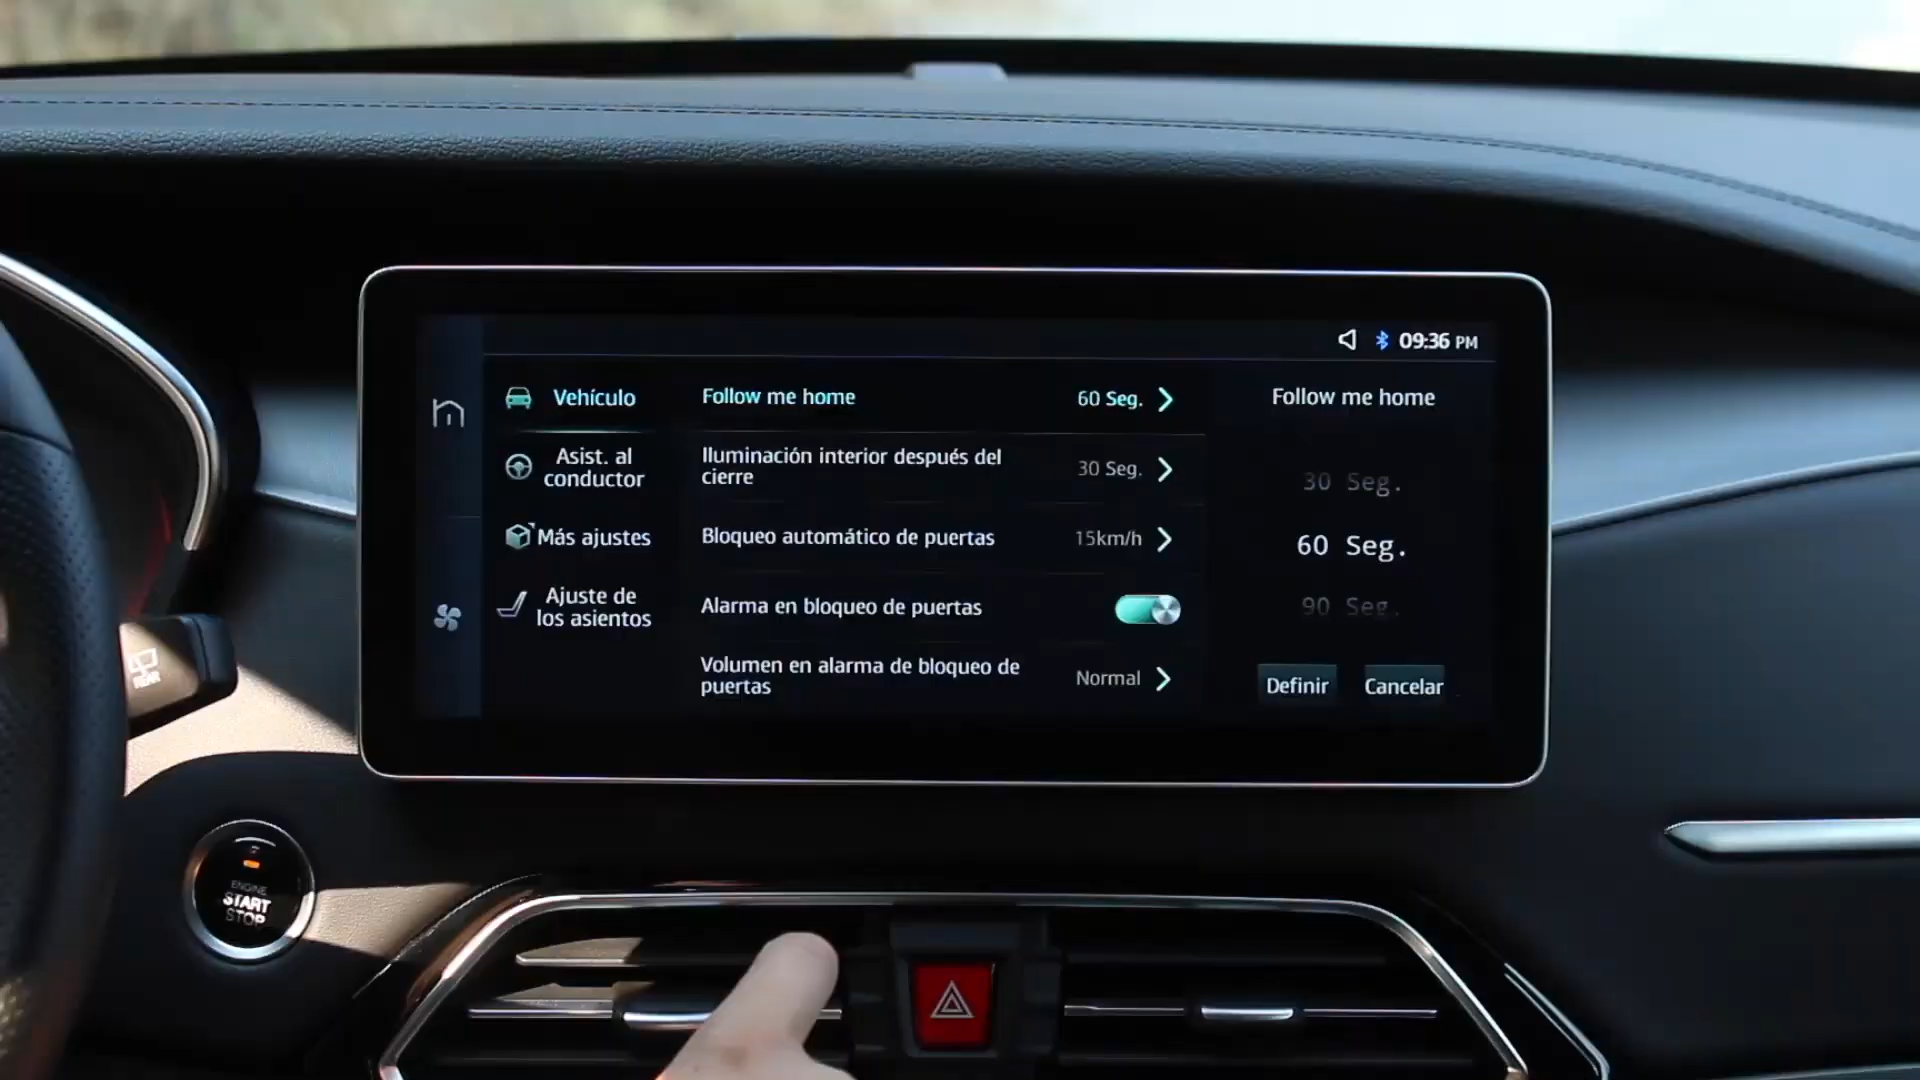 09:36 PM
Vehículo
Asist. al
conductor
Más ajustes
Ajuste de
los asientos
Follow me home
60 Seg.
Iluminación interior después del
cierre
30 Seg.
Bloqueo automático de puertas
15km/h
Alarma en bloqueo de puertas
Volumen en alarma de bloqueo de
puertas
Normal
Follow me home
30 Seg.
60 Seg.
90 Seg.
Definir
Cancelar
REAR
ENGINE
START
STOP